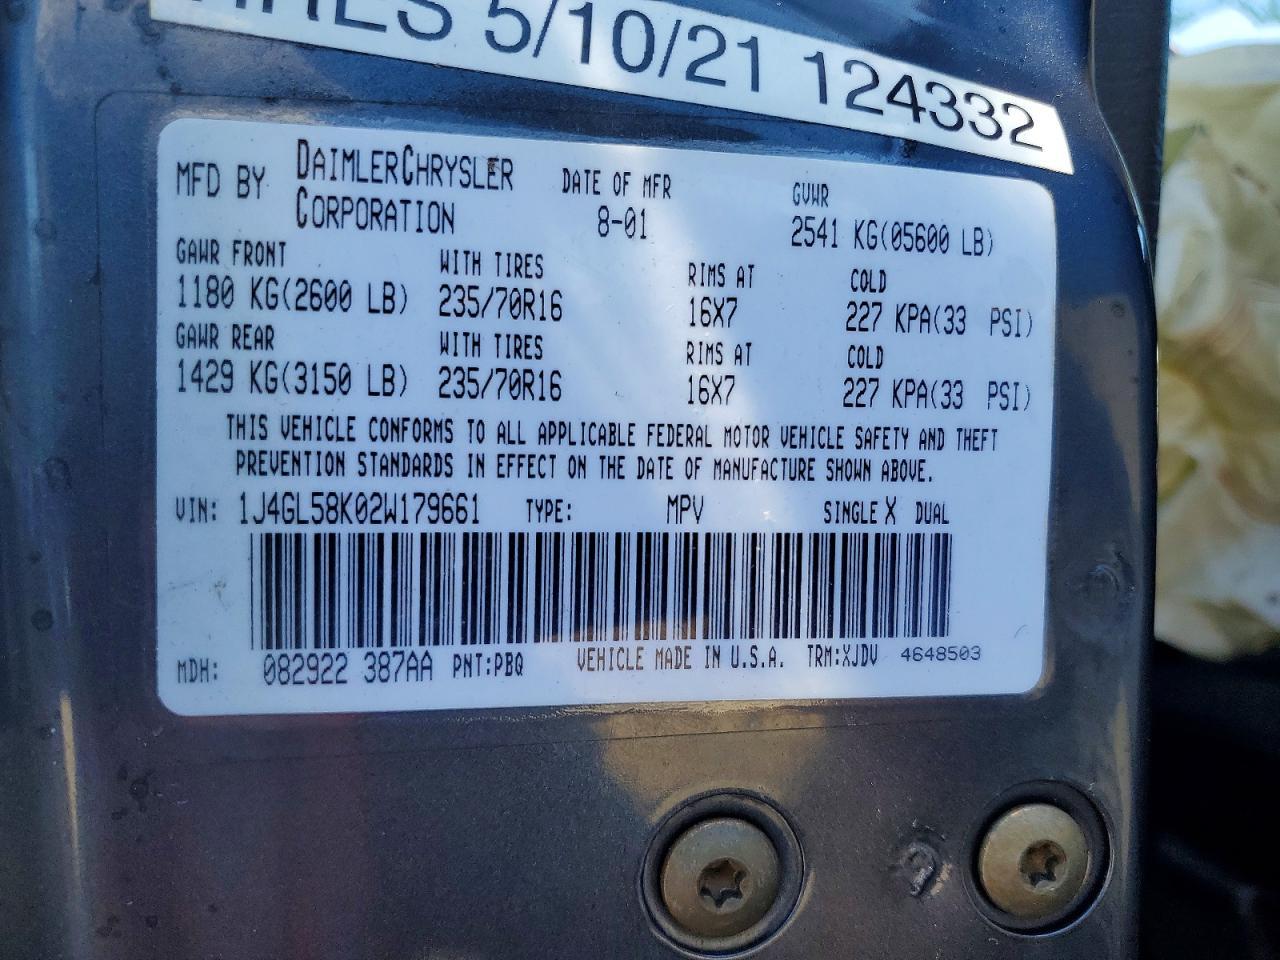 5/10/21 124332
MFD BY DAIMLERCHRYSLER CORPORATION DATE OF MFR 8-01 GVWR 2541 KG(05600 LB)
GAWR FRONT WITH TIRES RIMS AT COLD
1180 KG(2600 LB) 235/70R16 16X7 227 KPA(33 PSI)
GAWR REAR WITH TIRES RIMS AT COLD
1429 KG(3150 LB) 235/70R16 16X7 227 KPA(33 PSI)
THIS VEHICLE CONFORMS TO ALL APPLICABLE FEDERAL MOTOR VEHICLE SAFETY AND THEFT
PREVENTION STANDARDS IN EFFECT ON THE DATE OF MANUFACTURE SHOWN ABOVE.
VIN: 1J4GL58K02W179661 TYPE: MPV SINGLE X DUAL
MDH: 082922 387AA PNT:PBQ VEHICLE MADE IN U.S.A. TRM:XJDV 4648503